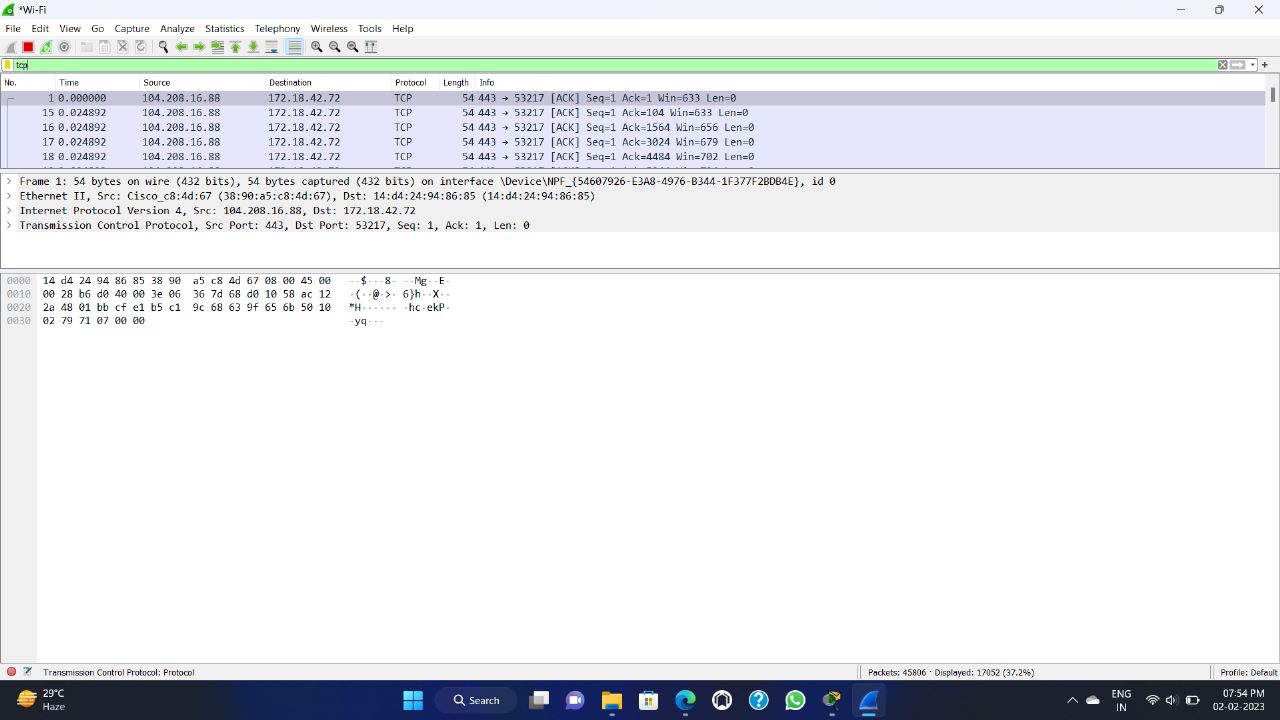 *Wi-Fi
File Edit View Go Capture Analyze Statistics Telephony Wireless Tools Help
tcp
No. Time Source Destination Protocol Length Info
1 0.000000 104.208.16.88 172.18.42.72 TCP 54 443 → 53217 [ACK] Seq=1 Ack=1 Win=633 Len=0
15 0.024892 104.208.16.88 172.18.42.72 TCP 54 443 → 53217 [ACK] Seq=1 Ack=104 Win=633 Len=0
16 0.024892 104.208.16.88 172.18.42.72 TCP 54 443 → 53217 [ACK] Seq=1 Ack=1564 Win=656 Len=0
17 0.024892 104.208.16.88 172.18.42.72 TCP 54 443 → 53217 [ACK] Seq=1 Ack=3024 Win=679 Len=0
18 0.024892 104.208.16.88 172.18.42.72 TCP 54 443 → 53217 [ACK] Seq=1 Ack=4484 Win=702 Len=0
> Frame 1: 54 bytes on wire (432 bits), 54 bytes captured (432 bits) on interface \Device\NPF_{54607926-E3A8-4976-B344-1F377F2BDB4E}, id 0
> Ethernet II, Src: Cisco_c8:4d:67 (38:90:a5:c8:4d:67), Dst: 14:d4:24:94:86:85 (14:d4:24:94:86:85)
> Internet Protocol Version 4, Src: 104.208.16.88, Dst: 172.18.42.72
> Transmission Control Protocol, Src Port: 443, Dst Port: 53217, Seq: 1, Ack: 1, Len: 0
0000 14 d4 24 94 86 85 38 90 a5 c8 4d 67 08 00 45 00 ··$···8· ··Mg··E·
0010 00 28 b6 d0 40 00 3e 06 36 7d 68 d0 10 58 ac 12 ·(··@·>· 6}h··X··
0020 2a 48 01 bb cf e1 b5 c1 9c 68 63 9f 65 6b 50 10 *H······ ·hc·ekP·
0030 02 79 71 07 00 00 ·yq···
Transmission Control Protocol: Protocol Packets: 45806 · Displayed: 17052 (37.2%) Profile: Default
29°C
Haze
Search
ENG
IN
07:54 PM
02-02-2023